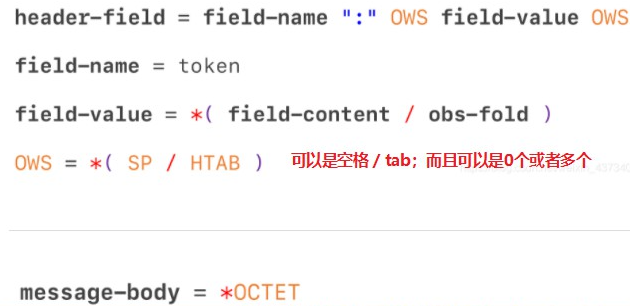 header-field = field-name ":" OWS field-value OWS
field-name = token
field-value = *( field-content / obs-fold )
OWS = *( SP / HTAB ) 可以是空格 / tab；而且可以是0个或者多个
message-body = *OCTET